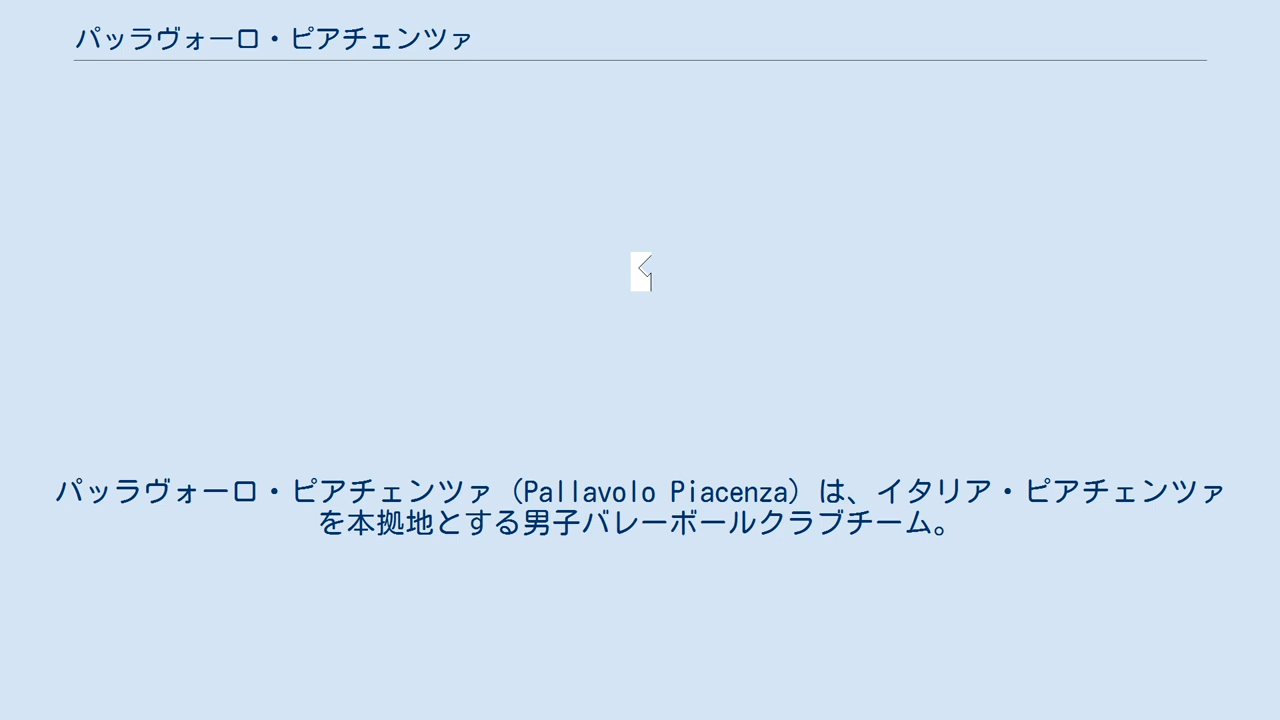 パッラヴォーロ・ピアチェンツァ
パッラヴォーロ・ピアチェンツァ（Pallavolo Piacenza）は、イタリア・ピアチェンツァ
を本拠地とする男子バレーボールクラブチーム。